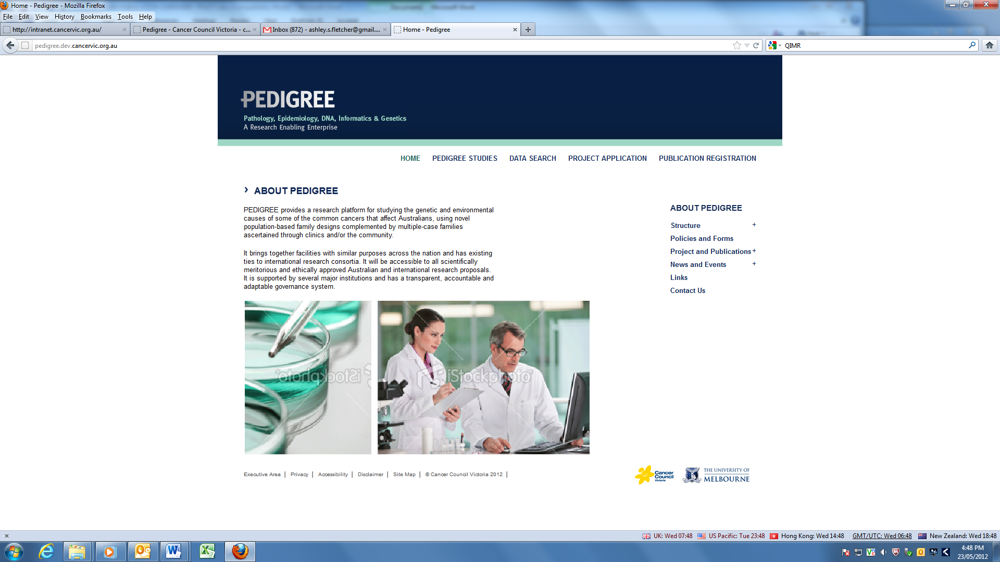 Home - Pedigree - Mozilla Firefox
File Edit View History Bookmarks Tools Help
http://intranet.cancervic.org.au/
Pedigree - Cancer Council Victoria - c...
Inbox (872) - ashley.s.fletcher@gmail....
Home - Pedigree
pedigree.dev.cancervic.org.au
QIMR
PEDIGREE
Pathology, Epidemiology, DNA, Informatics & Genetics
A Research Enabling Enterprise
HOME PEDIGREE STUDIES DATA SEARCH PROJECT APPLICATION PUBLICATION REGISTRATION
› ABOUT PEDIGREE
PEDIGREE provides a research platform for studying the genetic and environmental
causes of some of the common cancers that affect Australians, using novel
population-based family designs complemented by multiple-case families
ascertained through clinics and/or the community.
It brings together facilities with similar purposes across the nation and has existing
ties to international research consortia. It will be accessible to all scientifically
meritorious and ethically approved Australian and international research proposals.
It is supported by several major institutions and has a transparent, accountable and
adaptable governance system.
ABOUT PEDIGREE
Structure +
Policies and Forms
Project and Publications +
News and Events +
Links
Contact Us
iStockphoto
iStockphoto
Executive Area | Privacy | Accessibility | Disclaimer | Site Map | © Cancer Council Victoria 2012 |
Cancer
Council
Victoria
THE UNIVERSITY OF
MELBOURNE
UK: Wed 07:48 US Pacific: Tue 23:48 Hong Kong: Wed 14:48 GMT/UTC: Wed 06:48 New Zealand: Wed 18:48
4:48 PM
23/05/2012